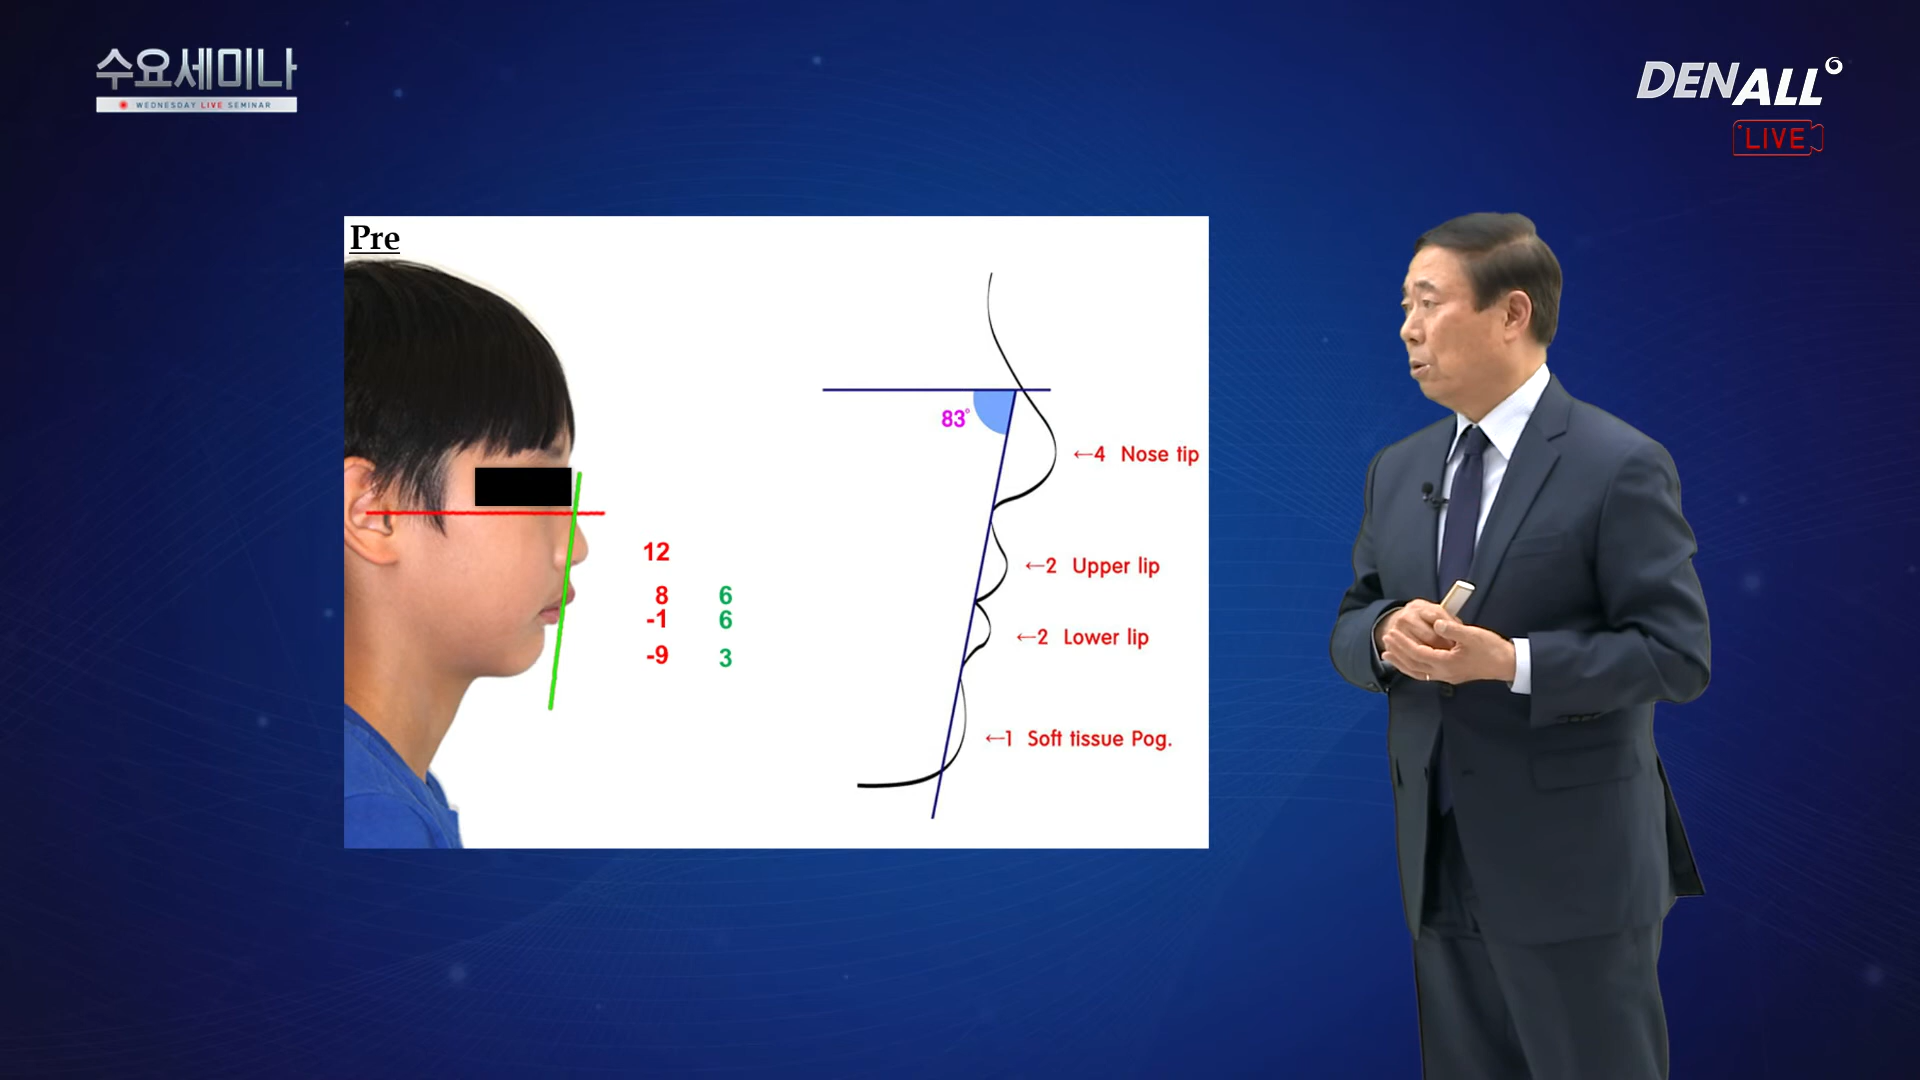 수요세미나
WEDNESDAY LIVE SEMINAR
DENALL
LIVE
Pre
12
8 6
-1 6
-9 3
83°
←4 Nose tip
←2 Upper lip
←2 Lower lip
←1 Soft tissue Pog.